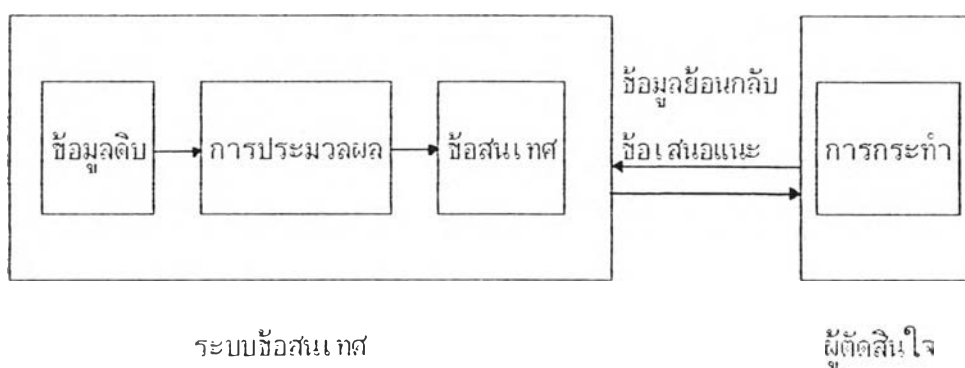 ข้อมูลย้อนกลับ
ข้อมูลดิบ การประมวลผล ข้อสนเทศ ข้อเสนอแนะ การกระทำ
ระบบข้อสนเทศ ผู้ตัดสินใจ